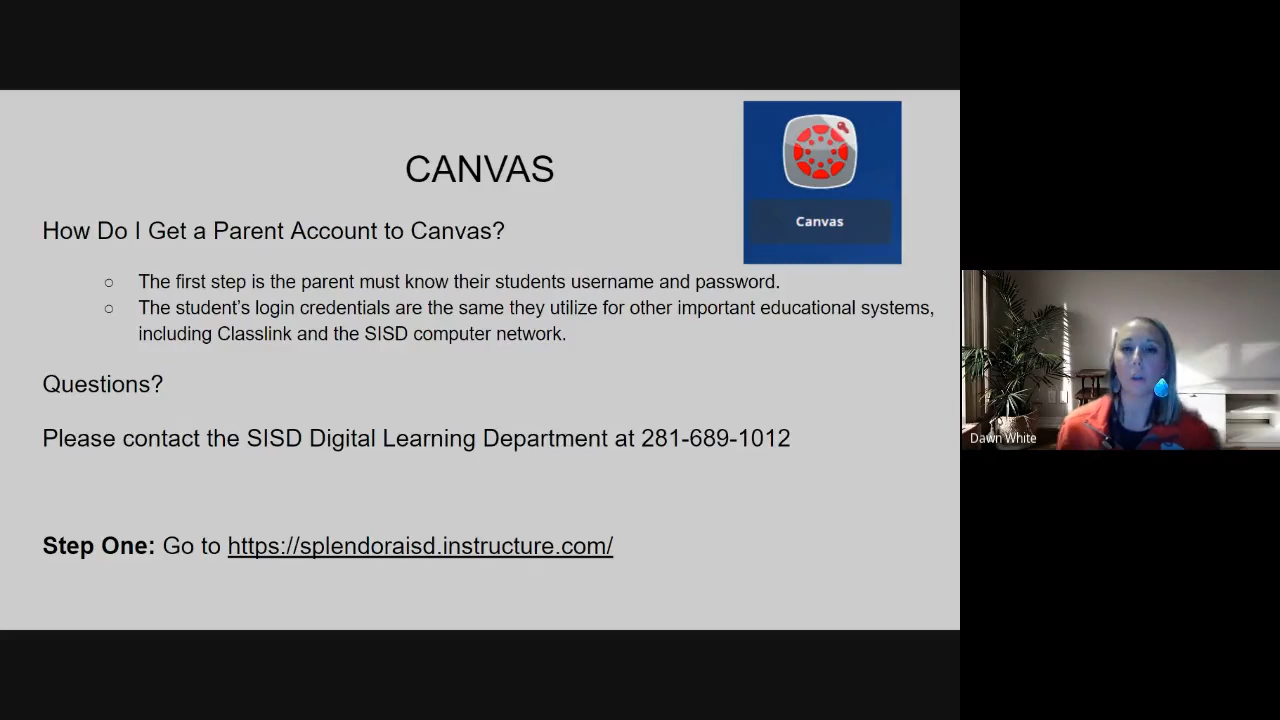 CANVAS
Canvas
How Do I Get a Parent Account to Canvas?
○ The first step is the parent must know their students username and password.
○ The student's login credentials are the same they utilize for other important educational systems,
including Classlink and the SISD computer network.
Questions?
Please contact the SISD Digital Learning Department at 281-689-1012
Step One: Go to https://splendoraisd.instructure.com/
Dawn White